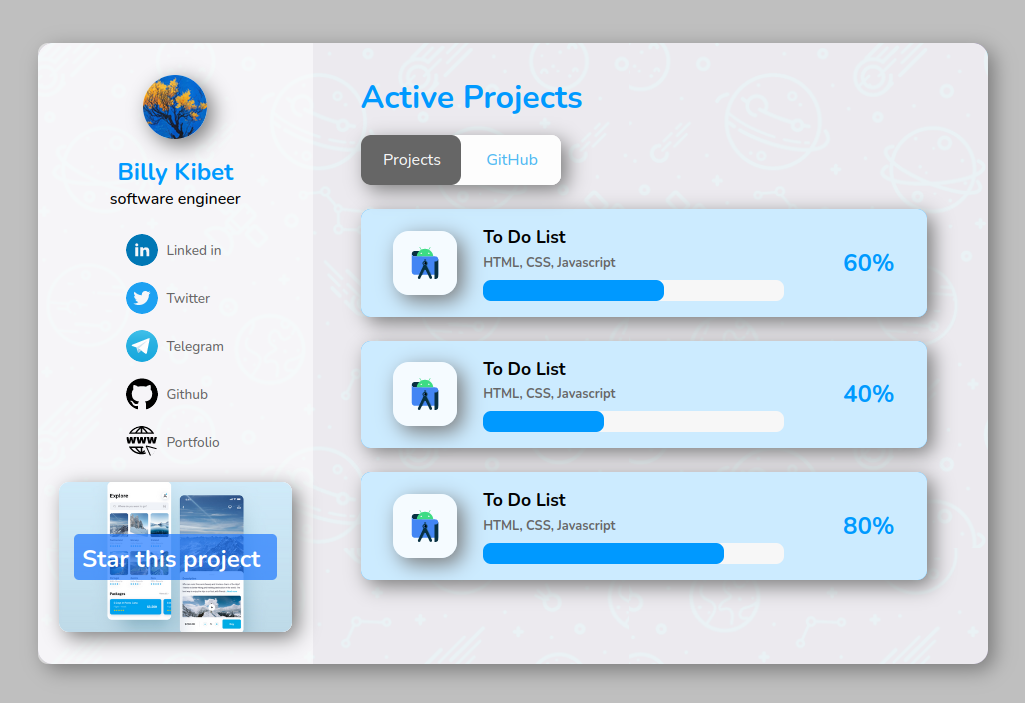 Billy Kibet
software engineer
in
Linked in
Twitter
Telegram
Github
WWW
Portfolio
Explore
Star this project
Packages
Active Projects
Projects
GitHub
To Do List
HTML, CSS, Javascript
60%
To Do List
HTML, CSS, Javascript
40%
To Do List
HTML, CSS, Javascript
80%